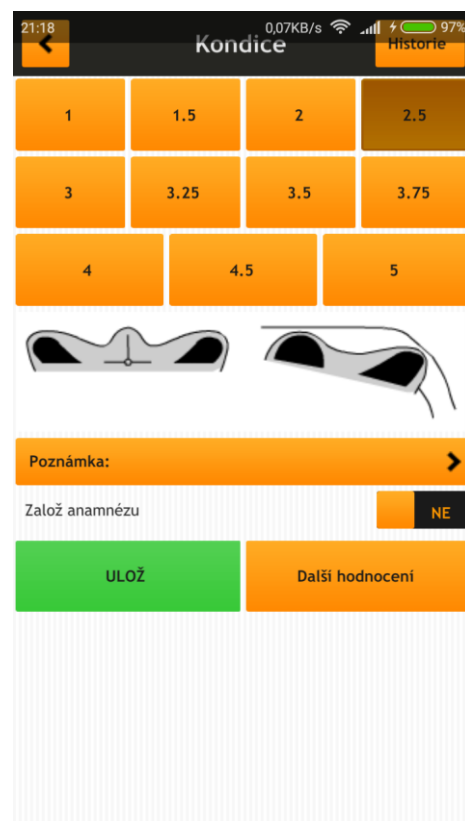 21:18 0,07KB/s 97%
Kondice Historie
1 1.5 2 2.5
3 3.25 3.5 3.75
4 4.5 5
Poznámka:
Založ anamnézu NE
ULOŽ Další hodnocení